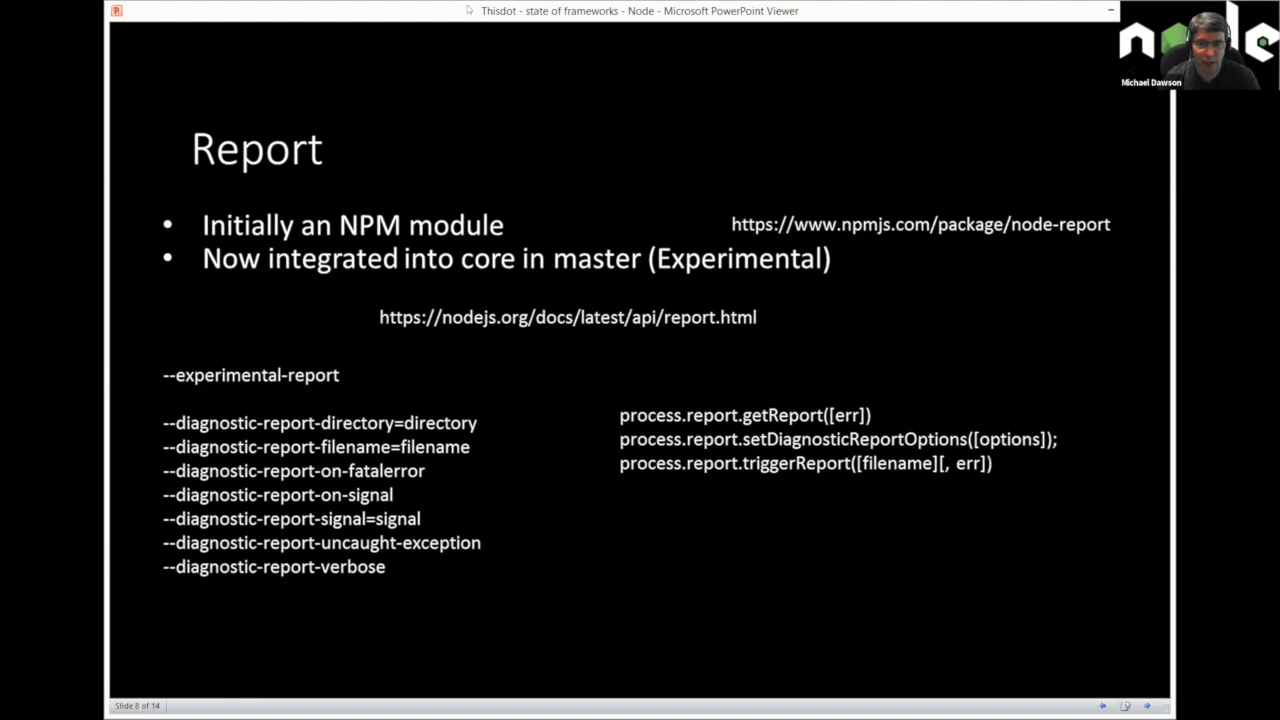 Thisdot - state of frameworks - Node - Microsoft PowerPoint Viewer
node
Michael Dawson
Report
• Initially an NPM module
https://www.npmjs.com/package/node-report
• Now integrated into core in master (Experimental)
https://nodejs.org/docs/latest/api/report.html
--experimental-report
--diagnostic-report-directory=directory
--diagnostic-report-filename=filename
--diagnostic-report-on-fatalerror
--diagnostic-report-on-signal
--diagnostic-report-signal=signal
--diagnostic-report-uncaught-exception
--diagnostic-report-verbose
process.report.getReport([err])
process.report.setDiagnosticReportOptions([options]);
process.report.triggerReport([filename][, err])
Slide 8 of 14